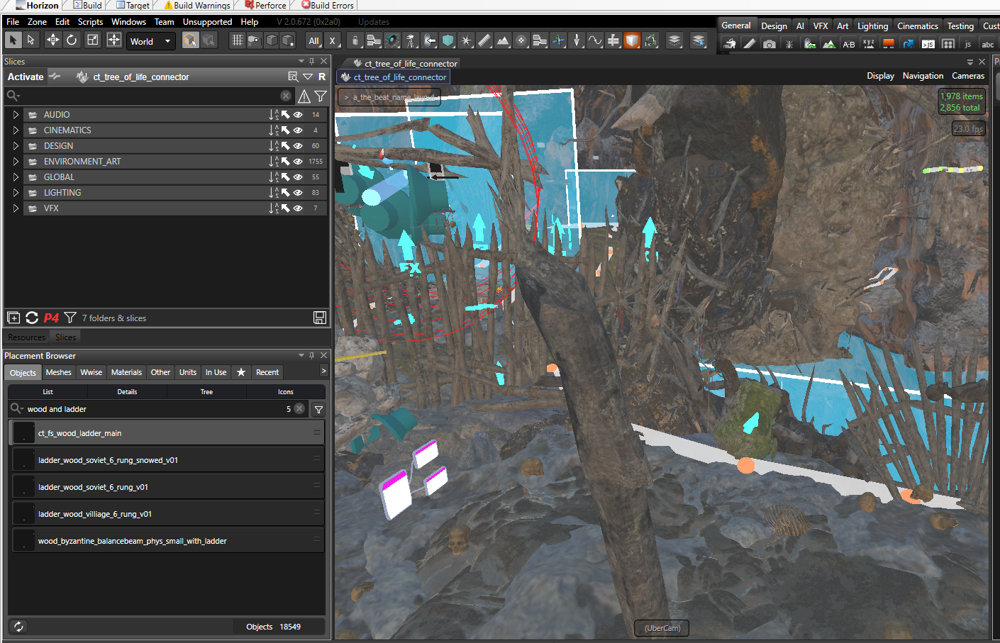 Horizon Build Target Build Warnings Perforce Build Errors
File Zone Edit Scripts Windows Team Unsupported Help V 2.0.672 (0x2a0) Updates
World
All X
General Design AI VFX Art Lighting Cinematics Testing Cust
A-B xyz js abc
Slices
Activate ct_tree_of_life_connector R
AUDIO 14
CINEMATICS 4
DESIGN 60
ENVIRONMENT_ART 1755
GLOBAL 55
LIGHTING 83
VFX 7
P4 7 folders & slices
Resources Slices
Placement Browser
Objects Meshes Wwise Materials Other Units In Use Recent >
List Details Tree Icons
wood and ladder 5
ct_fs_wood_ladder_main
ladder_wood_soviet_6_rung_snowed_v01
ladder_wood_soviet_6_rung_v01
ladder_wood_villiage_6_rung_v01
wood_byzantine_balancebeam_phys_small_with_ladder
Objects 18549
ct_tree_of_life_connector
ct_tree_of_life_connector
Display Navigation Cameras
> a_the_beat_name_layout
1,978 items
2,856 total
23.0 fps
FX
(UberCam)